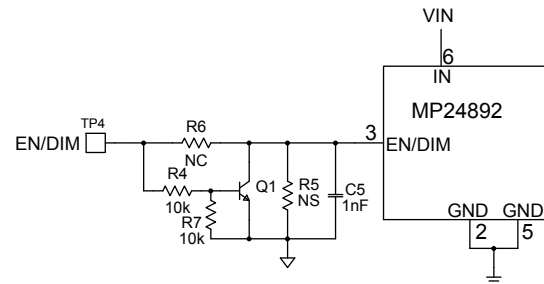 VIN
6
IN
MP24892
TP4
EN/DIM
R6
NC
3
EN/DIM
R4
10k
Q1
R5
NS
C5
1nF
R7
10k
GND
GND
2
5